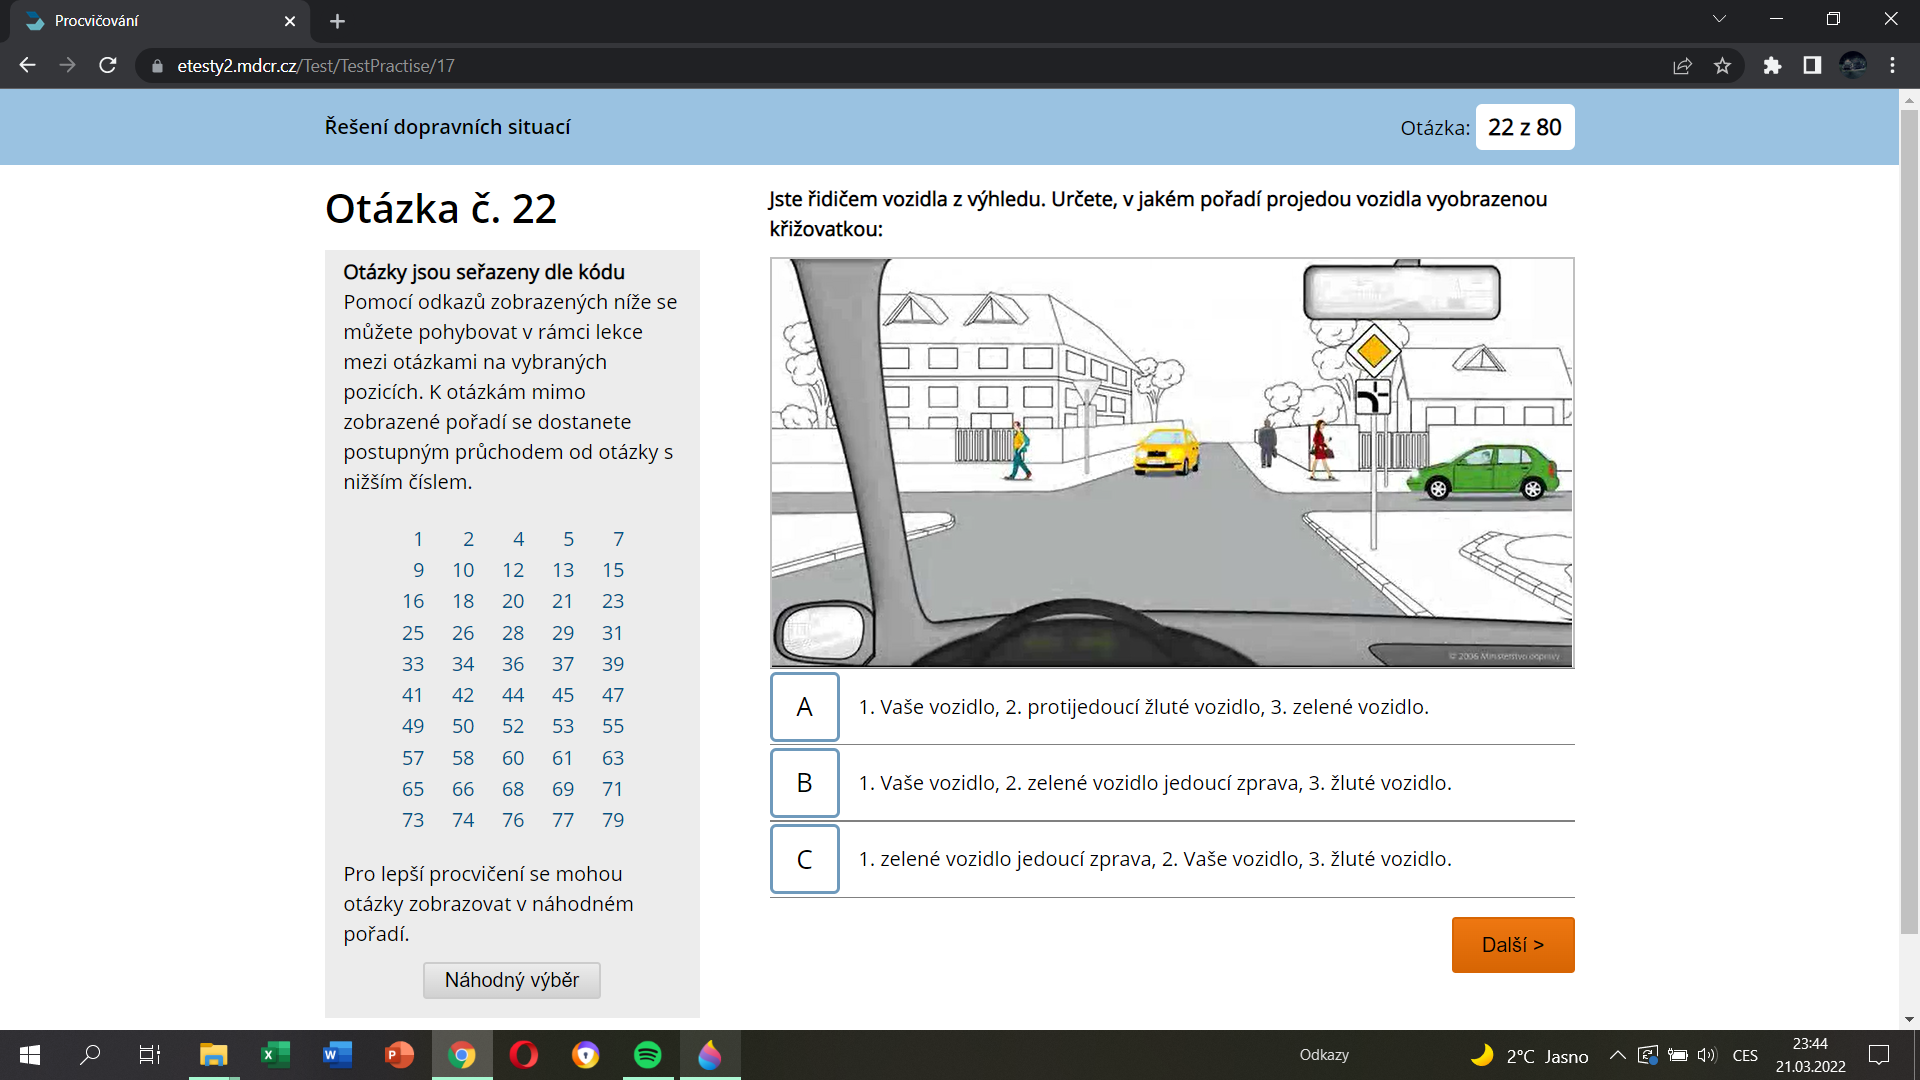 Procvičování
etesty2.mdcr.cz/Test/TestPractise/17
Řešení dopravních situací
Otázka: 22 z 80
Otázka č. 22
Otázky jsou seřazeny dle kódu
Pomocí odkazů zobrazených níže se
můžete pohybovat v rámci lekce
mezi otázkami na vybraných
pozicích. K otázkám mimo
zobrazené pořadí se dostanete
postupným průchodem od otázky s
nižším číslem.
1 2 4 5 7
9 10 12 13 15
16 18 20 21 23
25 26 28 29 31
33 34 36 37 39
41 42 44 45 47
49 50 52 53 55
57 58 60 61 63
65 66 68 69 71
73 74 76 77 79
Pro lepší procvičení se mohou
otázky zobrazovat v náhodném
pořadí.
Náhodný výběr
Jste řidičem vozidla z výhledu. Určete, v jakém pořadí projedou vozidla vyobrazenou
křižovatkou:
© 2006 Ministerstvo dopravy
A 1. Vaše vozidlo, 2. protijedoucí žluté vozidlo, 3. zelené vozidlo.
B 1. Vaše vozidlo, 2. zelené vozidlo jedoucí zprava, 3. žluté vozidlo.
C 1. zelené vozidlo jedoucí zprava, 2. Vaše vozidlo, 3. žluté vozidlo.
Další >
Odkazy
2°C Jasno
CES
23:44
21.03.2022